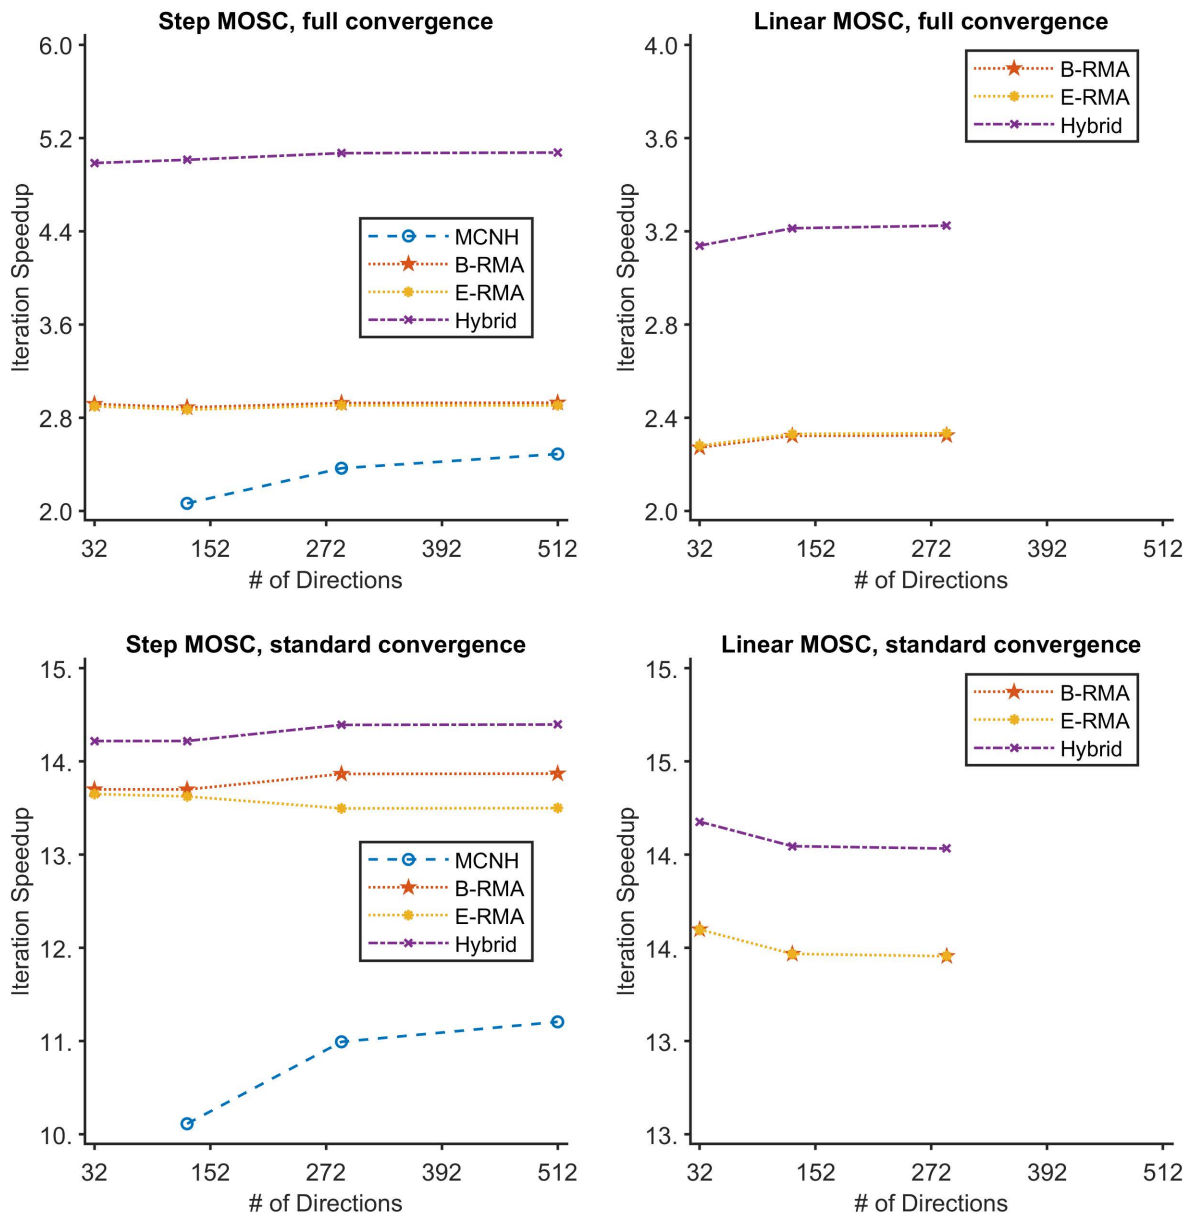 Step MOSC, full convergence
6.0
5.2
4.4
3.6
2.8
2.0
Iteration Speedup
MCNH
B-RMA
E-RMA
Hybrid
32 152 272 392 512
# of Directions
Linear MOSC, full convergence
4.0
3.6
3.2
2.8
2.4
2.0
Iteration Speedup
B-RMA
E-RMA
Hybrid
32 152 272 392 512
# of Directions
Step MOSC, standard convergence
15.
14.
13.
12.
11.
10.
Iteration Speedup
MCNH
B-RMA
E-RMA
Hybrid
32 152 272 392 512
# of Directions
Linear MOSC, standard convergence
15.
15.
14.
14.
13.
13.
Iteration Speedup
B-RMA
E-RMA
Hybrid
32 152 272 392 512
# of Directions